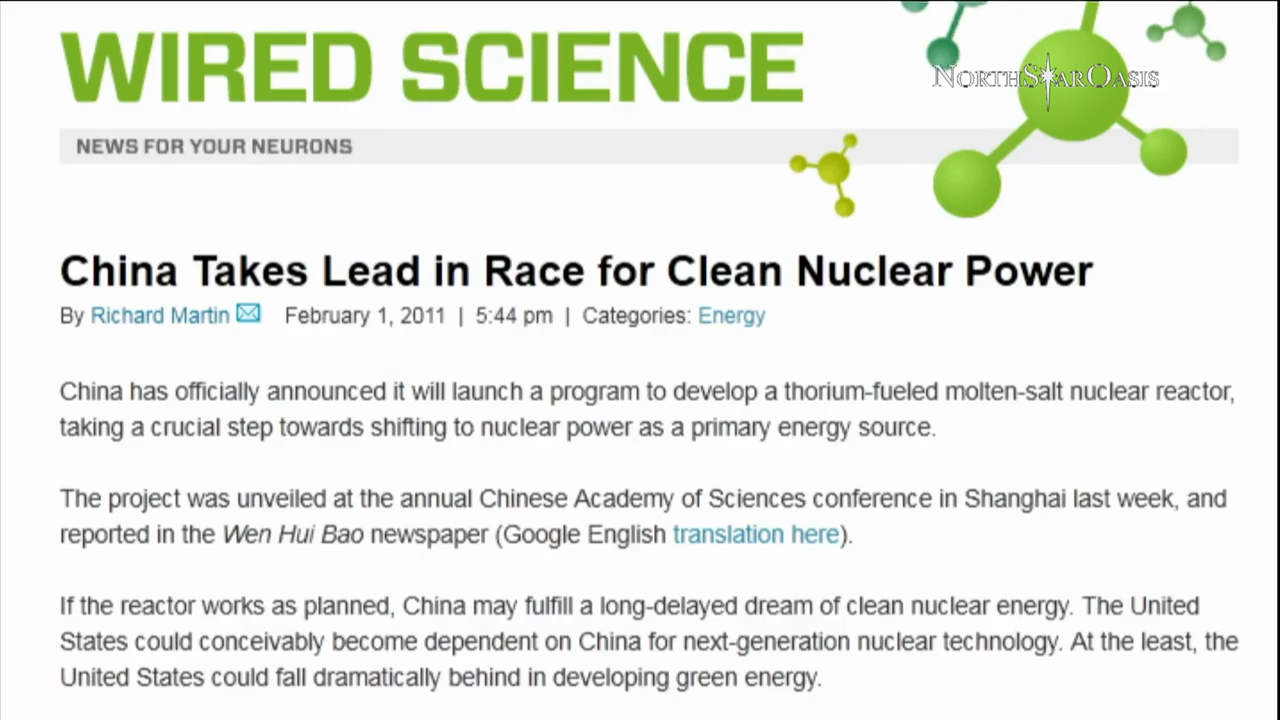 WIRED SCIENCE
NORTHSTAROASIS
NEWS FOR YOUR NEURONS
China Takes Lead in Race for Clean Nuclear Power
By Richard Martin February 1, 2011 | 5:44 pm | Categories: Energy
China has officially announced it will launch a program to develop a thorium-fueled molten-salt nuclear reactor,
taking a crucial step towards shifting to nuclear power as a primary energy source.
The project was unveiled at the annual Chinese Academy of Sciences conference in Shanghai last week, and
reported in the Wen Hui Bao newspaper (Google English translation here).
If the reactor works as planned, China may fulfill a long-delayed dream of clean nuclear energy. The United
States could conceivably become dependent on China for next-generation nuclear technology. At the least, the
United States could fall dramatically behind in developing green energy.